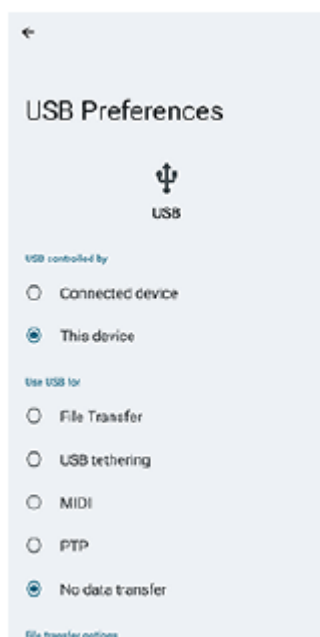 USB Preferences
USB
USB controlled by
Connected device
This device
Use USB for
File Transfer
USB tethering
MIDI
PTP
No data transfer
File transfer options